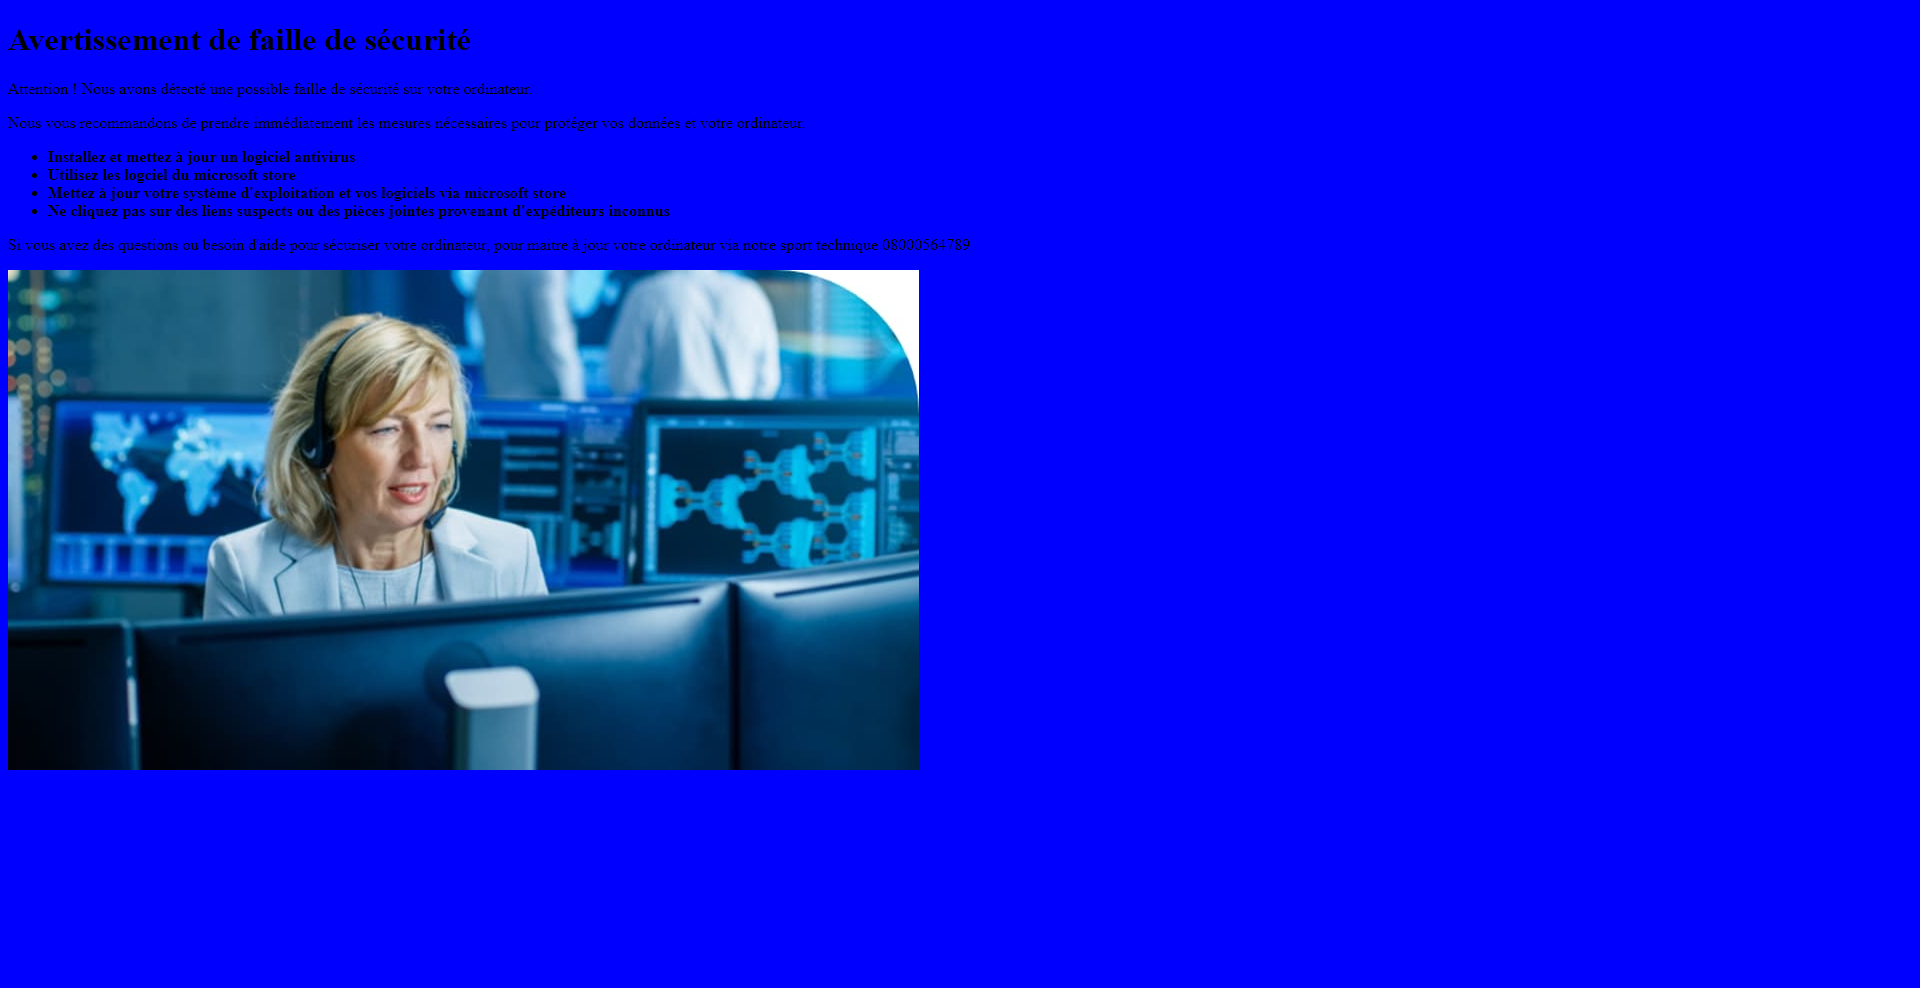 Avertissement de faille de sécurité
Attention ! Nous avons détecté une possible faille de sécurité sur votre ordinateur.
Nous vous recommandons de prendre immédiatement les mesures nécessaires pour protéger vos données et votre ordinateur.
Installez et mettez à jour un logiciel antivirus
Utilisez les logciel du microsoft store
Mettez à jour votre système d'exploitation et vos logiciels via microsoft store
Ne cliquez pas sur des liens suspects ou des pièces jointes provenant d'expéditeurs inconnus
Si vous avez des questions ou besoin d'aide pour sécuriser votre ordinateur, pour maitre à jour votre ordinateur via notre sport technique 08000564789